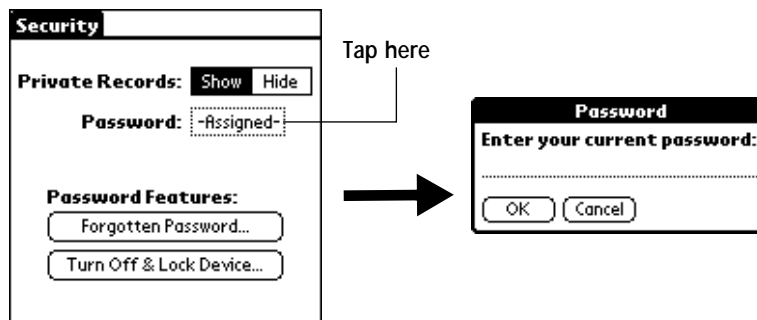 Security
Tap here
Private Records: Show Hide
Password: -Assigned-
Password Features:
Forgotten Password...
Turn Off & Lock Device...
Password
Enter your current password:
OK Cancel